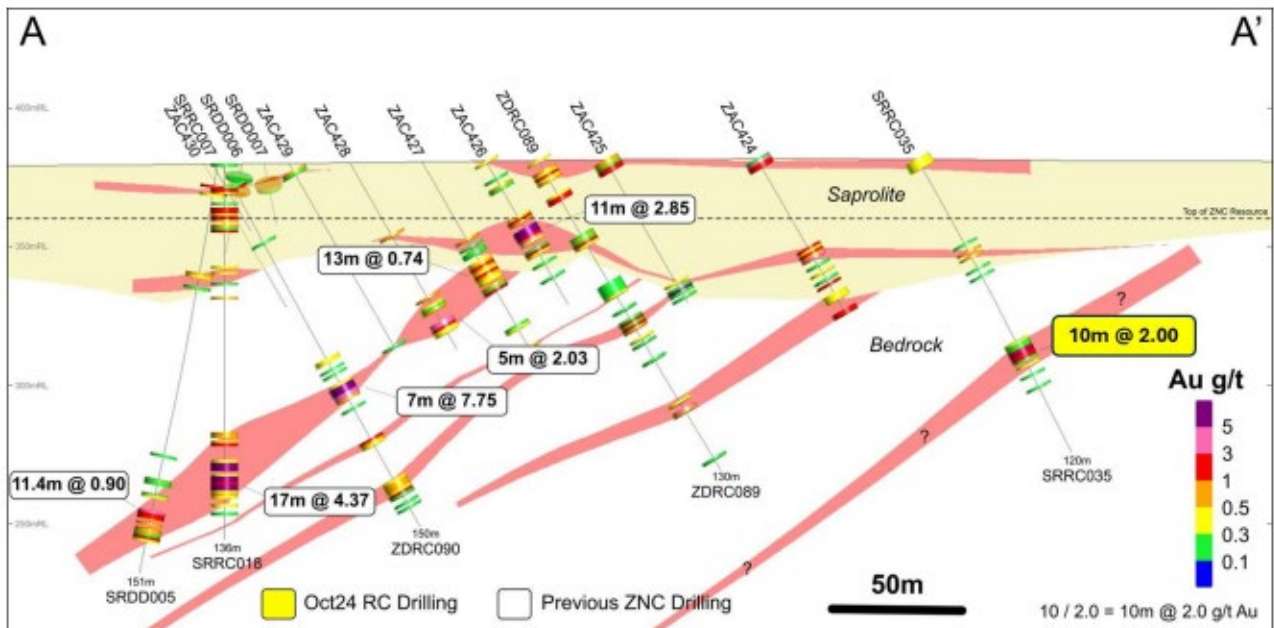 A
A'
400mRL
ZAC430
SRRC007
SRDD006
SRDD007
ZAC429
ZAC428
ZAC427
ZAC426
ZDRC089
ZAC425
ZAC424
SRRC035
Saprolite
Top of ZNC Resource
11m @ 2.85
350mRL
13m @ 0.74
?
Bedrock
10m @ 2.00
5m @ 2.03
300mRL
7m @ 7.75
Au g/t
5
3
1
0.5
0.3
0.1
?
120m
SRRC035
130m
ZDRC089
11.4m @ 0.90
17m @ 4.37
250mRL
136m
SRRC018
150m
ZDRC090
151m
SRDD005
?
Oct24 RC Drilling
Previous ZNC Drilling
50m
10 / 2.0 = 10m @ 2.0 g/t Au